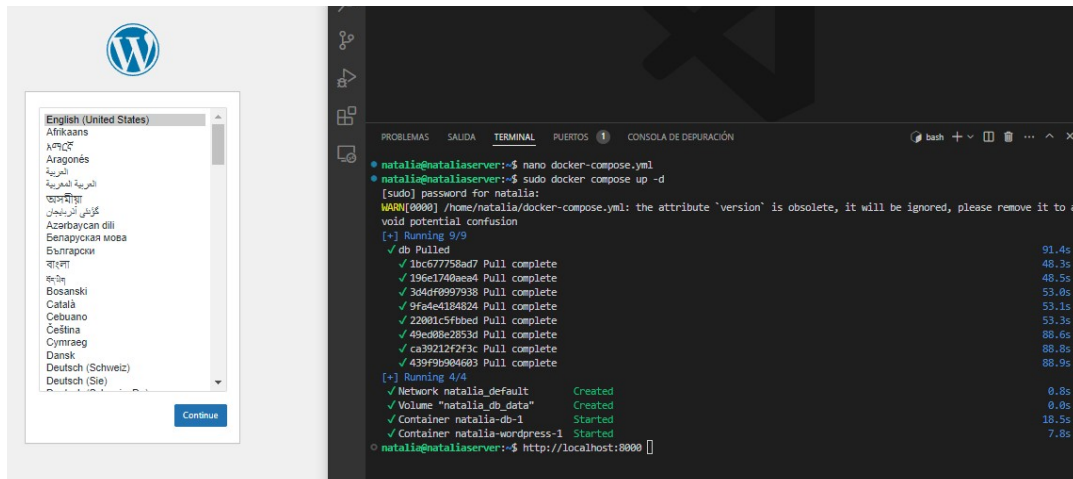 English (United States)
Afrikaans
አማርኛ
Aragonés
العربية
العربية المغربية
অসমীয়া
گؤنئی آذربایجان
Azərbaycan dili
Беларуская мова
Български
বাংলা
བོད་ཡིག
Bosanski
Català
Cebuano
Čeština
Cymraeg
Dansk
Deutsch (Schweiz)
Deutsch (Sie)
Continue
PROBLEMAS SALIDA TERMINAL PUERTOS 1 CONSOLA DE DEPURACIÓN bash
natalia@nataliaserver:~$ nano docker-compose.yml
natalia@nataliaserver:~$ sudo docker compose up -d
[sudo] password for natalia:
WARN[0000] /home/natalia/docker-compose.yml: the attribute `version` is obsolete, it will be ignored, please remove it to a
void potential confusion
[+] Running 9/9
✓ db Pulled 91.4s
✓ 1bc677758ad7 Pull complete 48.3s
✓ 196e1740aea4 Pull complete 48.5s
✓ 3d4df0997938 Pull complete 53.0s
✓ 9fa4e4184824 Pull complete 53.1s
✓ 22001c5fbbed Pull complete 53.3s
✓ 49ed08e2853d Pull complete 88.6s
✓ ca39212f2f3c Pull complete 88.8s
✓ 439f9b904603 Pull complete 88.9s
[+] Running 4/4
✓ Network natalia_default Created 0.8s
✓ Volume "natalia_db_data" Created 0.0s
✓ Container natalia-db-1 Started 18.5s
✓ Container natalia-wordpress-1 Started 7.8s
natalia@nataliaserver:~$ http://localhost:8000